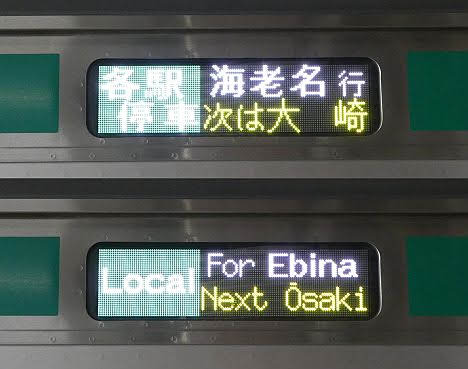 各駅 海老名 行
停車 次は大 崎
Local For Ebina
Next Ōsaki